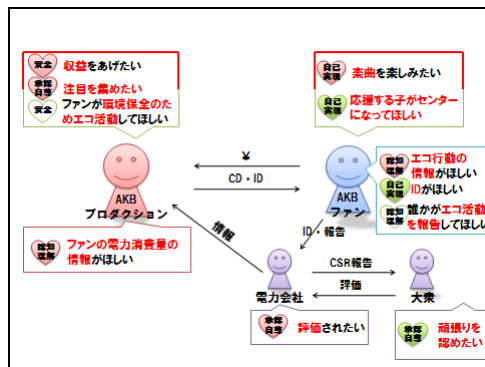 安全 収益をあげたい
承認自尊 注目を集めたい
安全 ファンが環境保全のた
めエコ活動してほしい
自己実現 楽曲を楽しみたい
自己実現 応援する子がセンター
になってほしい
¥
CD・ID
AKB
プロダクション
AKB
ファン
認知理解 エコ行動の
情報がほしい
自己実現 IDがほしい
認知理解 誰かがエコ活動
を報告してほしい
認知理解 ファンの電力消費量の
情報がほしい
情報
ID・報告
CSR報告
評価
電力会社
大衆
承認自尊 評価されたい
承認自尊 頑張りを
認めたい